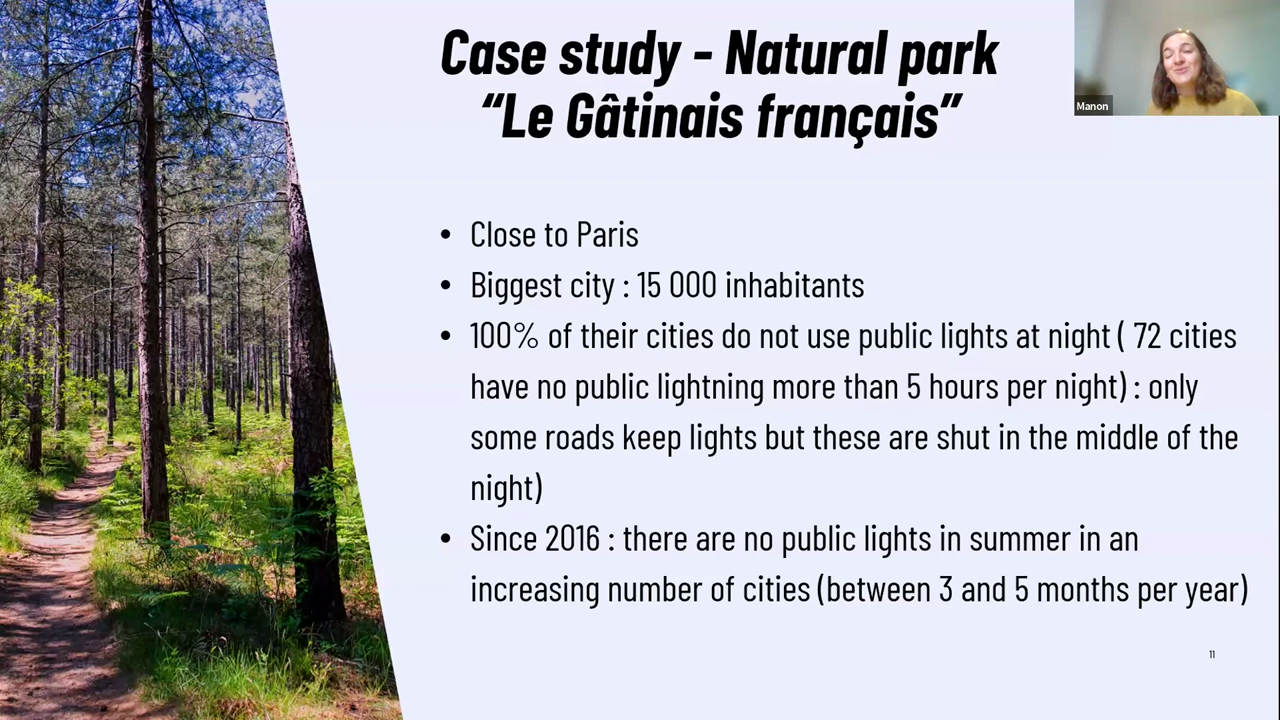 Case study - Natural park
“Le Gâtinais français”
Manon
• Close to Paris
• Biggest city : 15 000 inhabitants
• 100% of their cities do not use public lights at night ( 72 cities
have no public lightning more than 5 hours per night) : only
some roads keep lights but these are shut in the middle of the
night)
• Since 2016 : there are no public lights in summer in an
increasing number of cities (between 3 and 5 months per year)
11